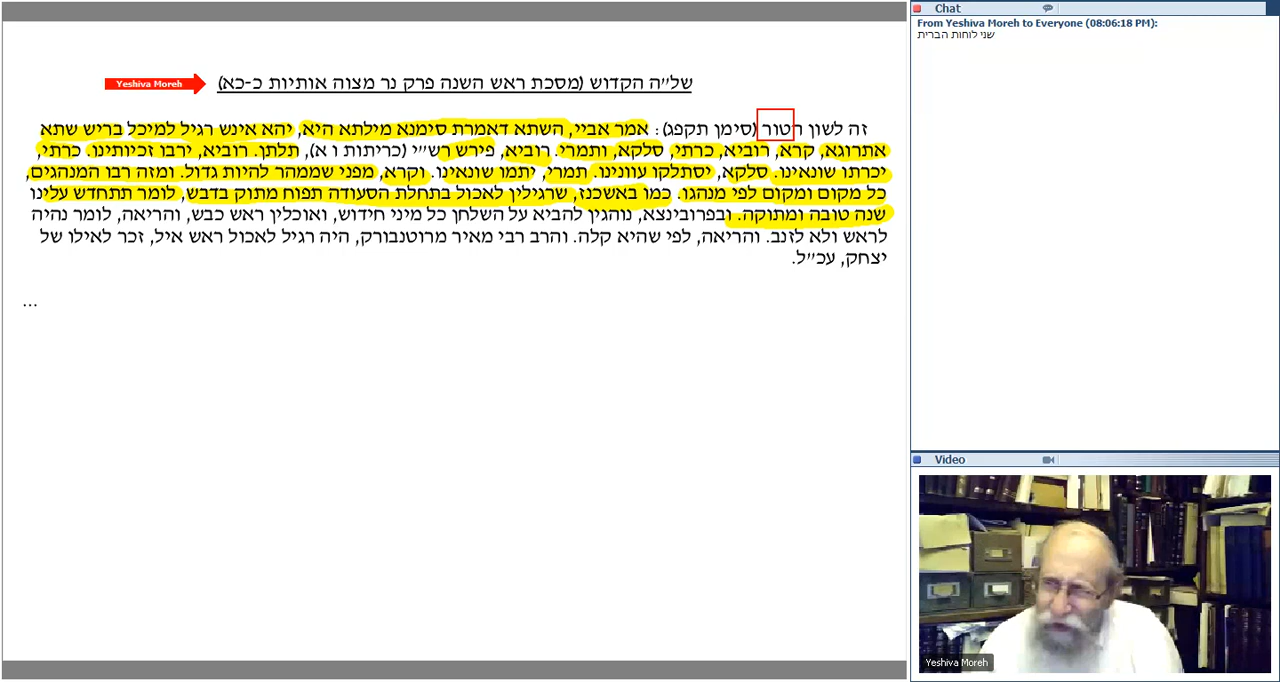 Chat
From Yeshiva Moreh to Everyone (08:06:18 PM):
שני לוחות הברית
Yeshiva Moreh
של״ה הקדוש (מסכת ראש השנה פרק נר מצוה אותיות כ-כא)
זה לשון הטור (סימן תקפג): אמר אביי, השתא דאמרת סימנא מילתא היא, יהא אינש רגיל למיכל בריש שתא
אתרוגא, קרא, רוביא, כרתי, סלקא, ותמרי. רוביא, פירש רש״י (כריתות ו א), תלתן. רוביא, ירבו זכיותינו. כרתי,
יכרתו שונאינו. סלקא, יסתלקו עוונינו. תמרי, יתמו שונאינו. וקרא, מפני שממהר להיות גדול. ומזה רבו המנהגים,
כל מקום ומקום לפי מנהגו. כמו באשכנז, שרגילין לאכול בתחלת הסעודה תפוח מתוק בדבש, לומר תתחדש עלינו
שנה טובה ומתוקה. ובפרובינצא, נוהגין להביא על השלחן כל מיני חידוש, ואוכלין ראש כבש, והריאה, לומר נהיה
לראש ולא לזנב. והריאה, לפי שהיא קלה. והרב רבי מאיר מרוטנבורק, היה רגיל לאכול ראש איל, זכר לאילו של
יצחק, עכ״ל.
...
Video
Yeshiva Moreh